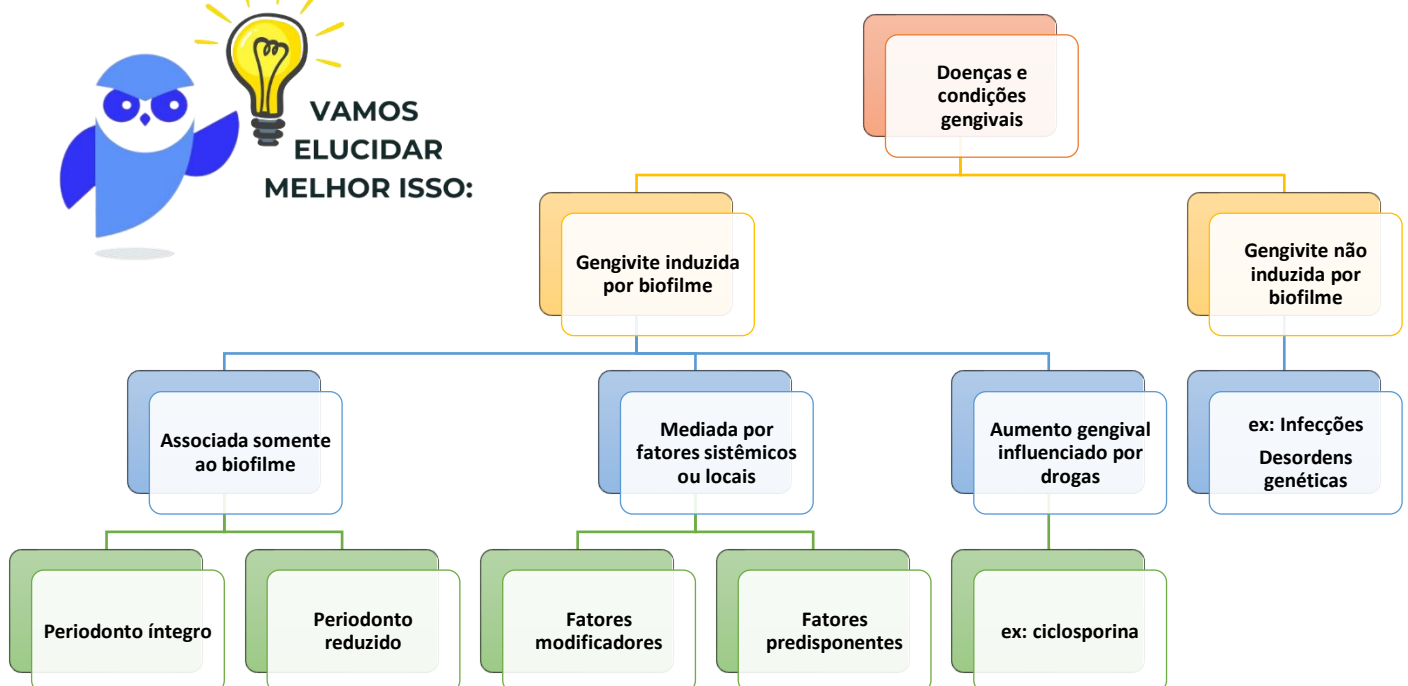 VAMOS
ELUCIDAR
MELHOR ISSO:
Doenças e
condições
gengivais
Gengivite induzida
por biofilme
Gengivite não
induzida por
biofilme
Associada somente
ao biofilme
Mediada por
fatores sistêmicos
ou locais
Aumento gengival
influenciado por
drogas
ex: Infecções
Desordens
genéticas
Periodonto íntegro
Periodonto
reduzido
Fatores
modificadores
Fatores
predisponentes
ex: ciclosporina